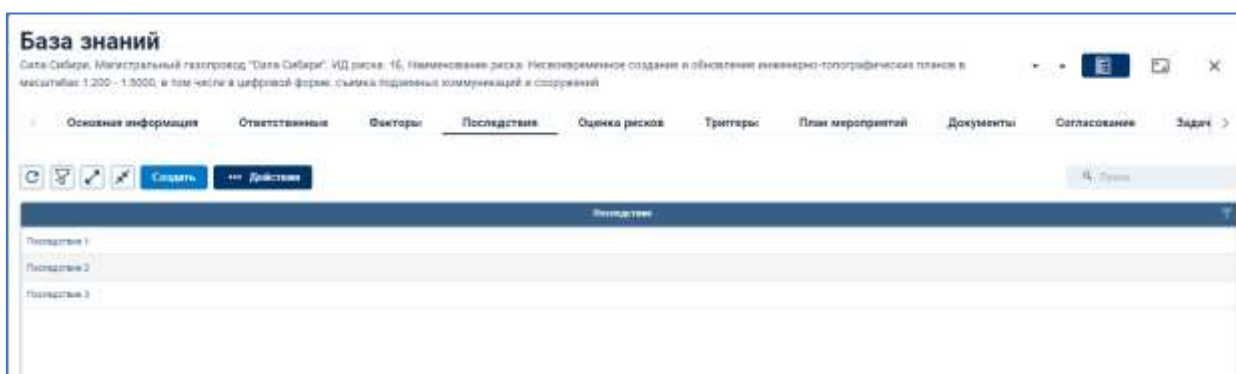 База знаний
Сила Сибири, Магистральный газопровод "Сила Сибири", ИД риска: 16, Наименование риска: Несвоевременное создание и обновление инженерно-топографических планов в
масштабах 1:200 - 1:5000, в том числе в цифровой форме, съемка подземных коммуникаций и сооружений
Основная информация Ответственные Факторы Последствия Оценка рисков Триггеры План мероприятий Документы Согласование Задачи
Создать ••• Действия Поиск
Последствие
Последствие 1
Последствие 2
Последствие 3